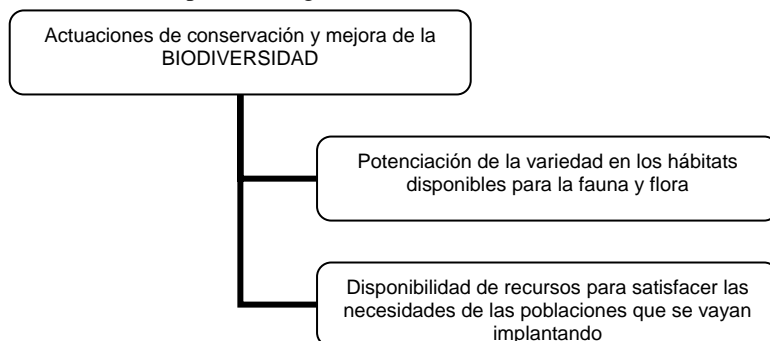 Actuaciones de conservación y mejora de la
BIODIVERSIDAD
Potenciación de la variedad en los hábitats
disponibles para la fauna y flora
Disponibilidad de recursos para satisfacer las
necesidades de las poblaciones que se vayan
implantando